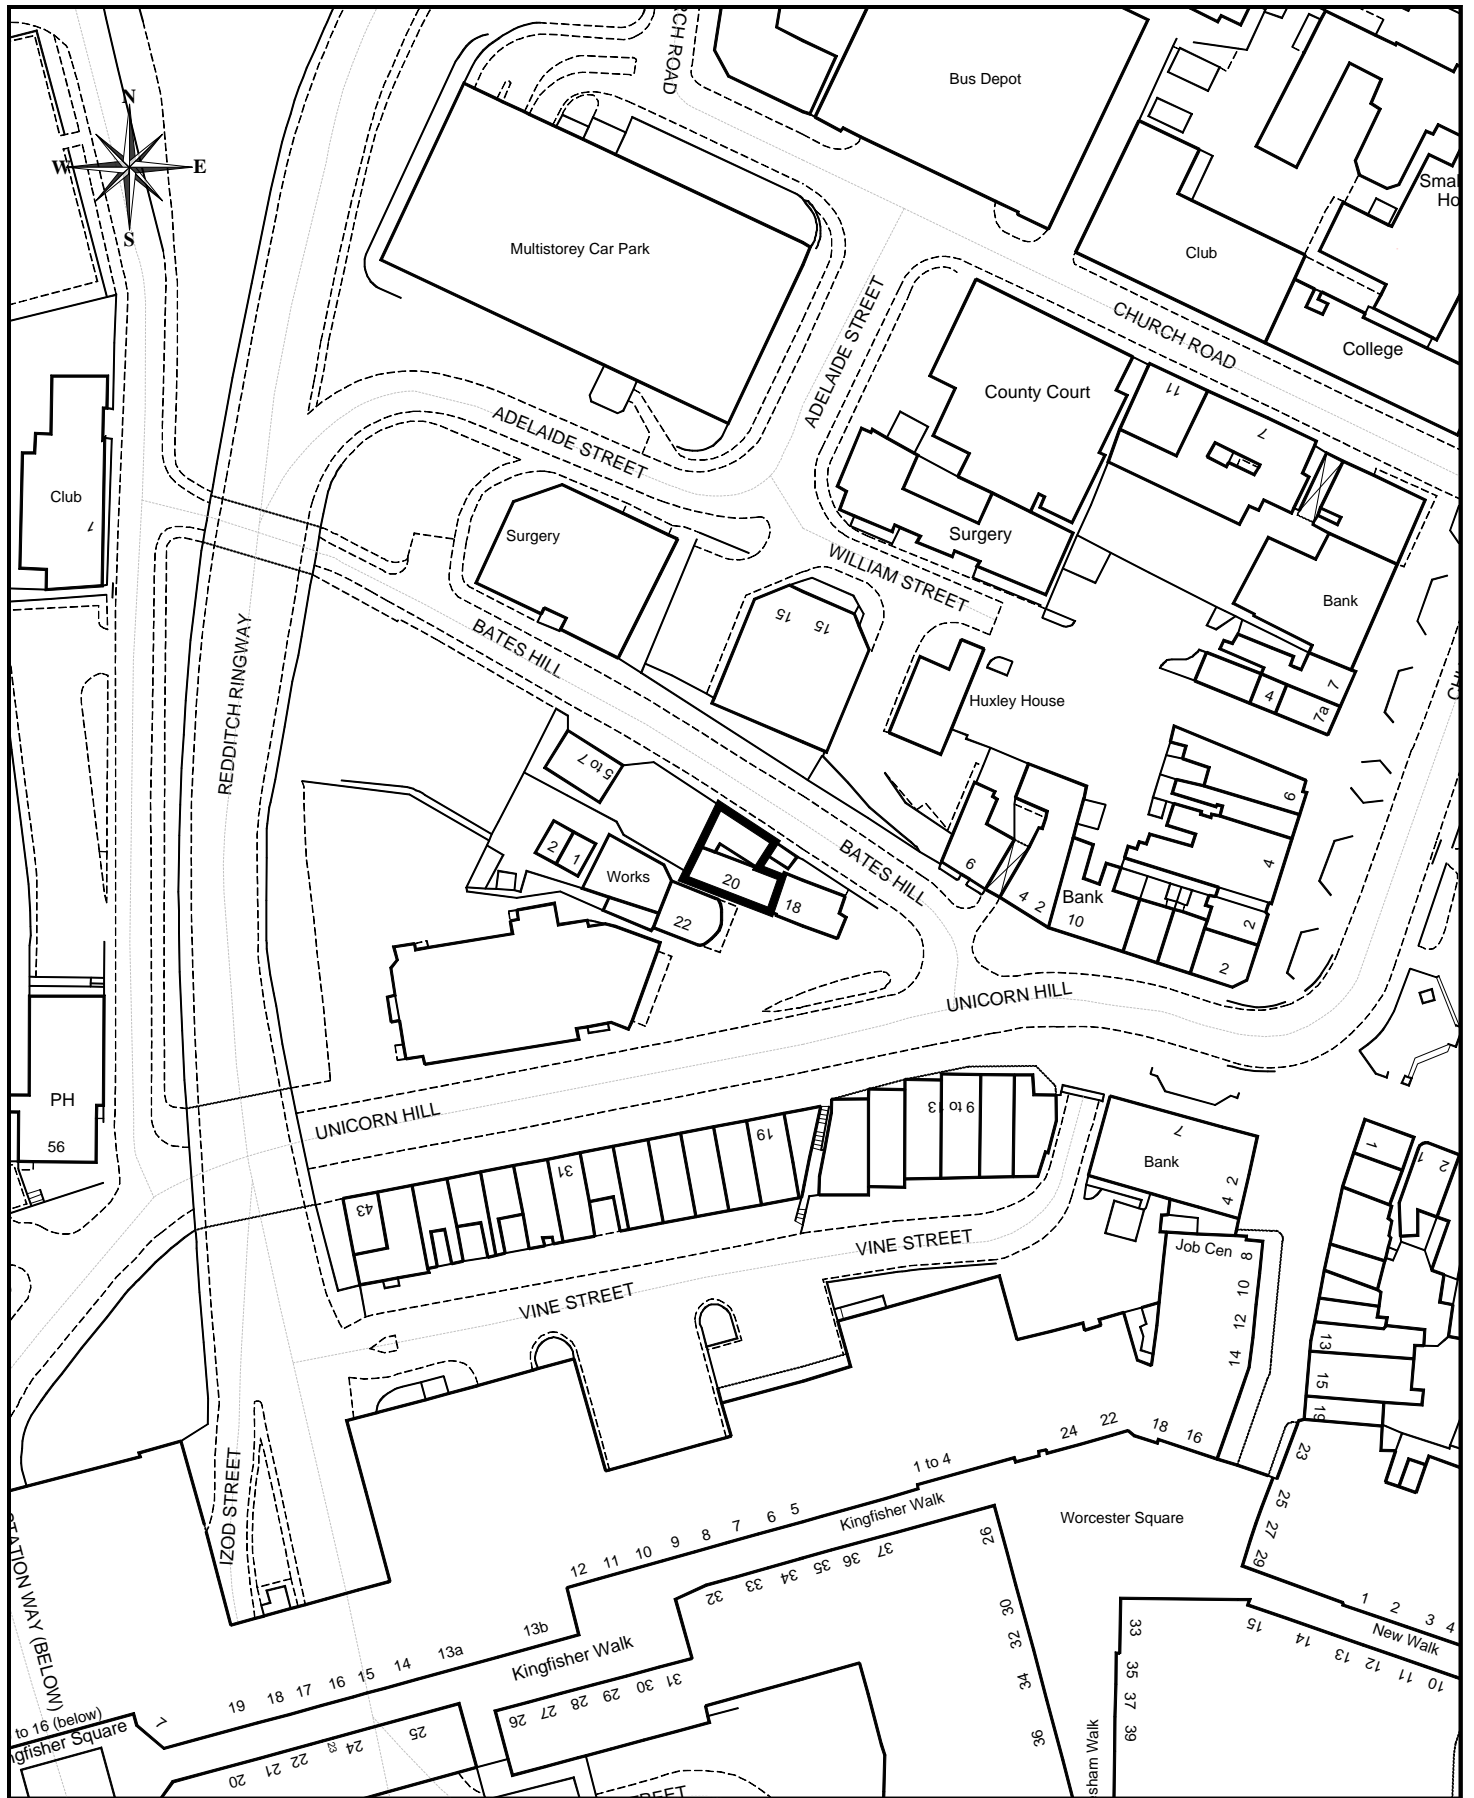 RCH ROAD
Bus Depot
N
W
E
S
Smal
Ho
Multistorey Car Park
Club
CHURCH ROAD
College
ADELAIDE STREET
County Court
11
7
ADELAIDE STREET
Club
1
Surgery
Surgery
WILLIAM STREET
Bank
15
15
BATES HILL
REDDITCH RINGWAY
Huxley House
7
4
7a
CH
5 to 7
6
2
1
Works
20
18
22
BATES HILL
6
4
2
Bank
10
4
2
2
UNICORN HILL
PH
56
UNICORN HILL
19
9 to 13
31
43
7
Bank
2
4
1
1
2
VINE STREET
Job Cen
8
10
12
14
VINE STREET
13
15
19
24
22
18
16
23
25
27
29
1 to 4
Kingfisher Walk
Worcester Square
IZOD STREET
12
11
10
9
8
7
6
5
32
33
34
35
36
37
26
30
32
34
36
1
2
3
4
New Walk
15
14
13
12
11
10
33
35
37
39
sham Walk
TATION WAY (BELOW)
13b
13a
Kingfisher Walk
19
18
17
16
15
14
7
to 16 (below)
ngfisher Square
20
21
22
23
24
25
26
27
28
29
30
31
REET